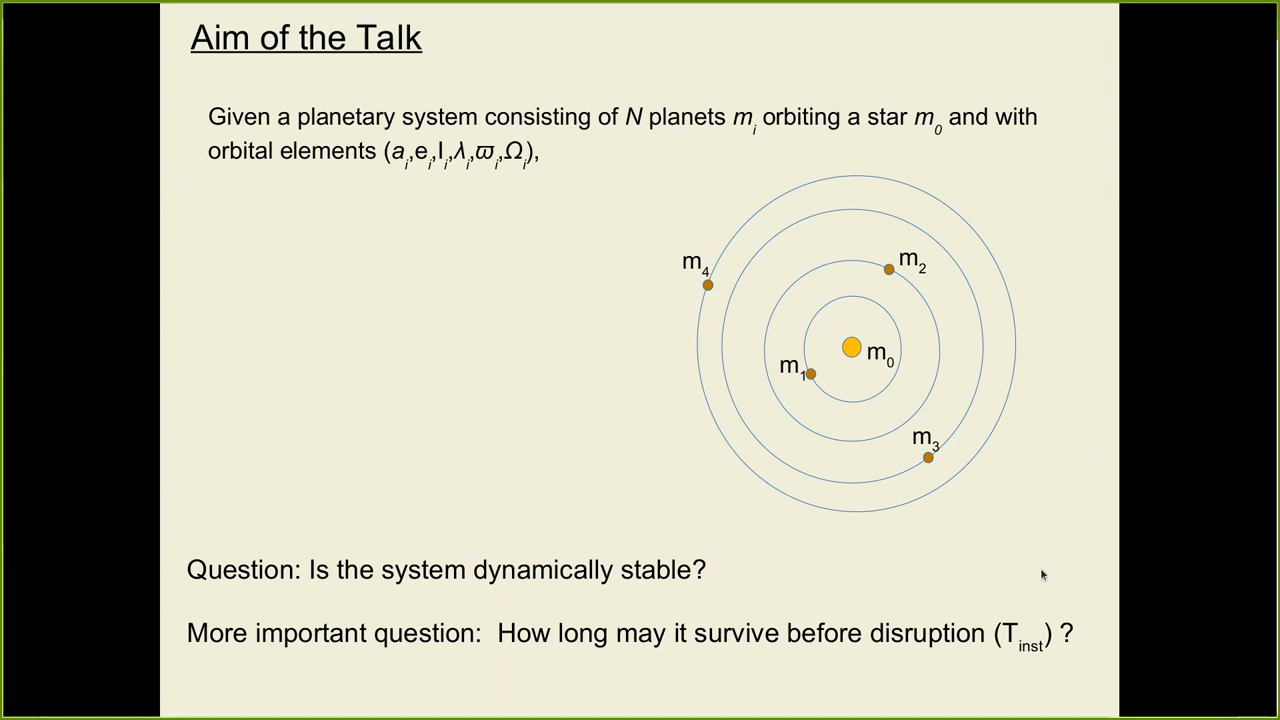 Aim of the Talk
Given a planetary system consisting of N planets mᵢ orbiting a star m₀ and with
orbital elements (aᵢ,eᵢ,Iᵢ,λᵢ,ϖᵢ,Ωᵢ),
m₄
m₂
m₀
m₁
m₃
Question: Is the system dynamically stable?
More important question:  How long may it survive before disruption (T_inst) ?